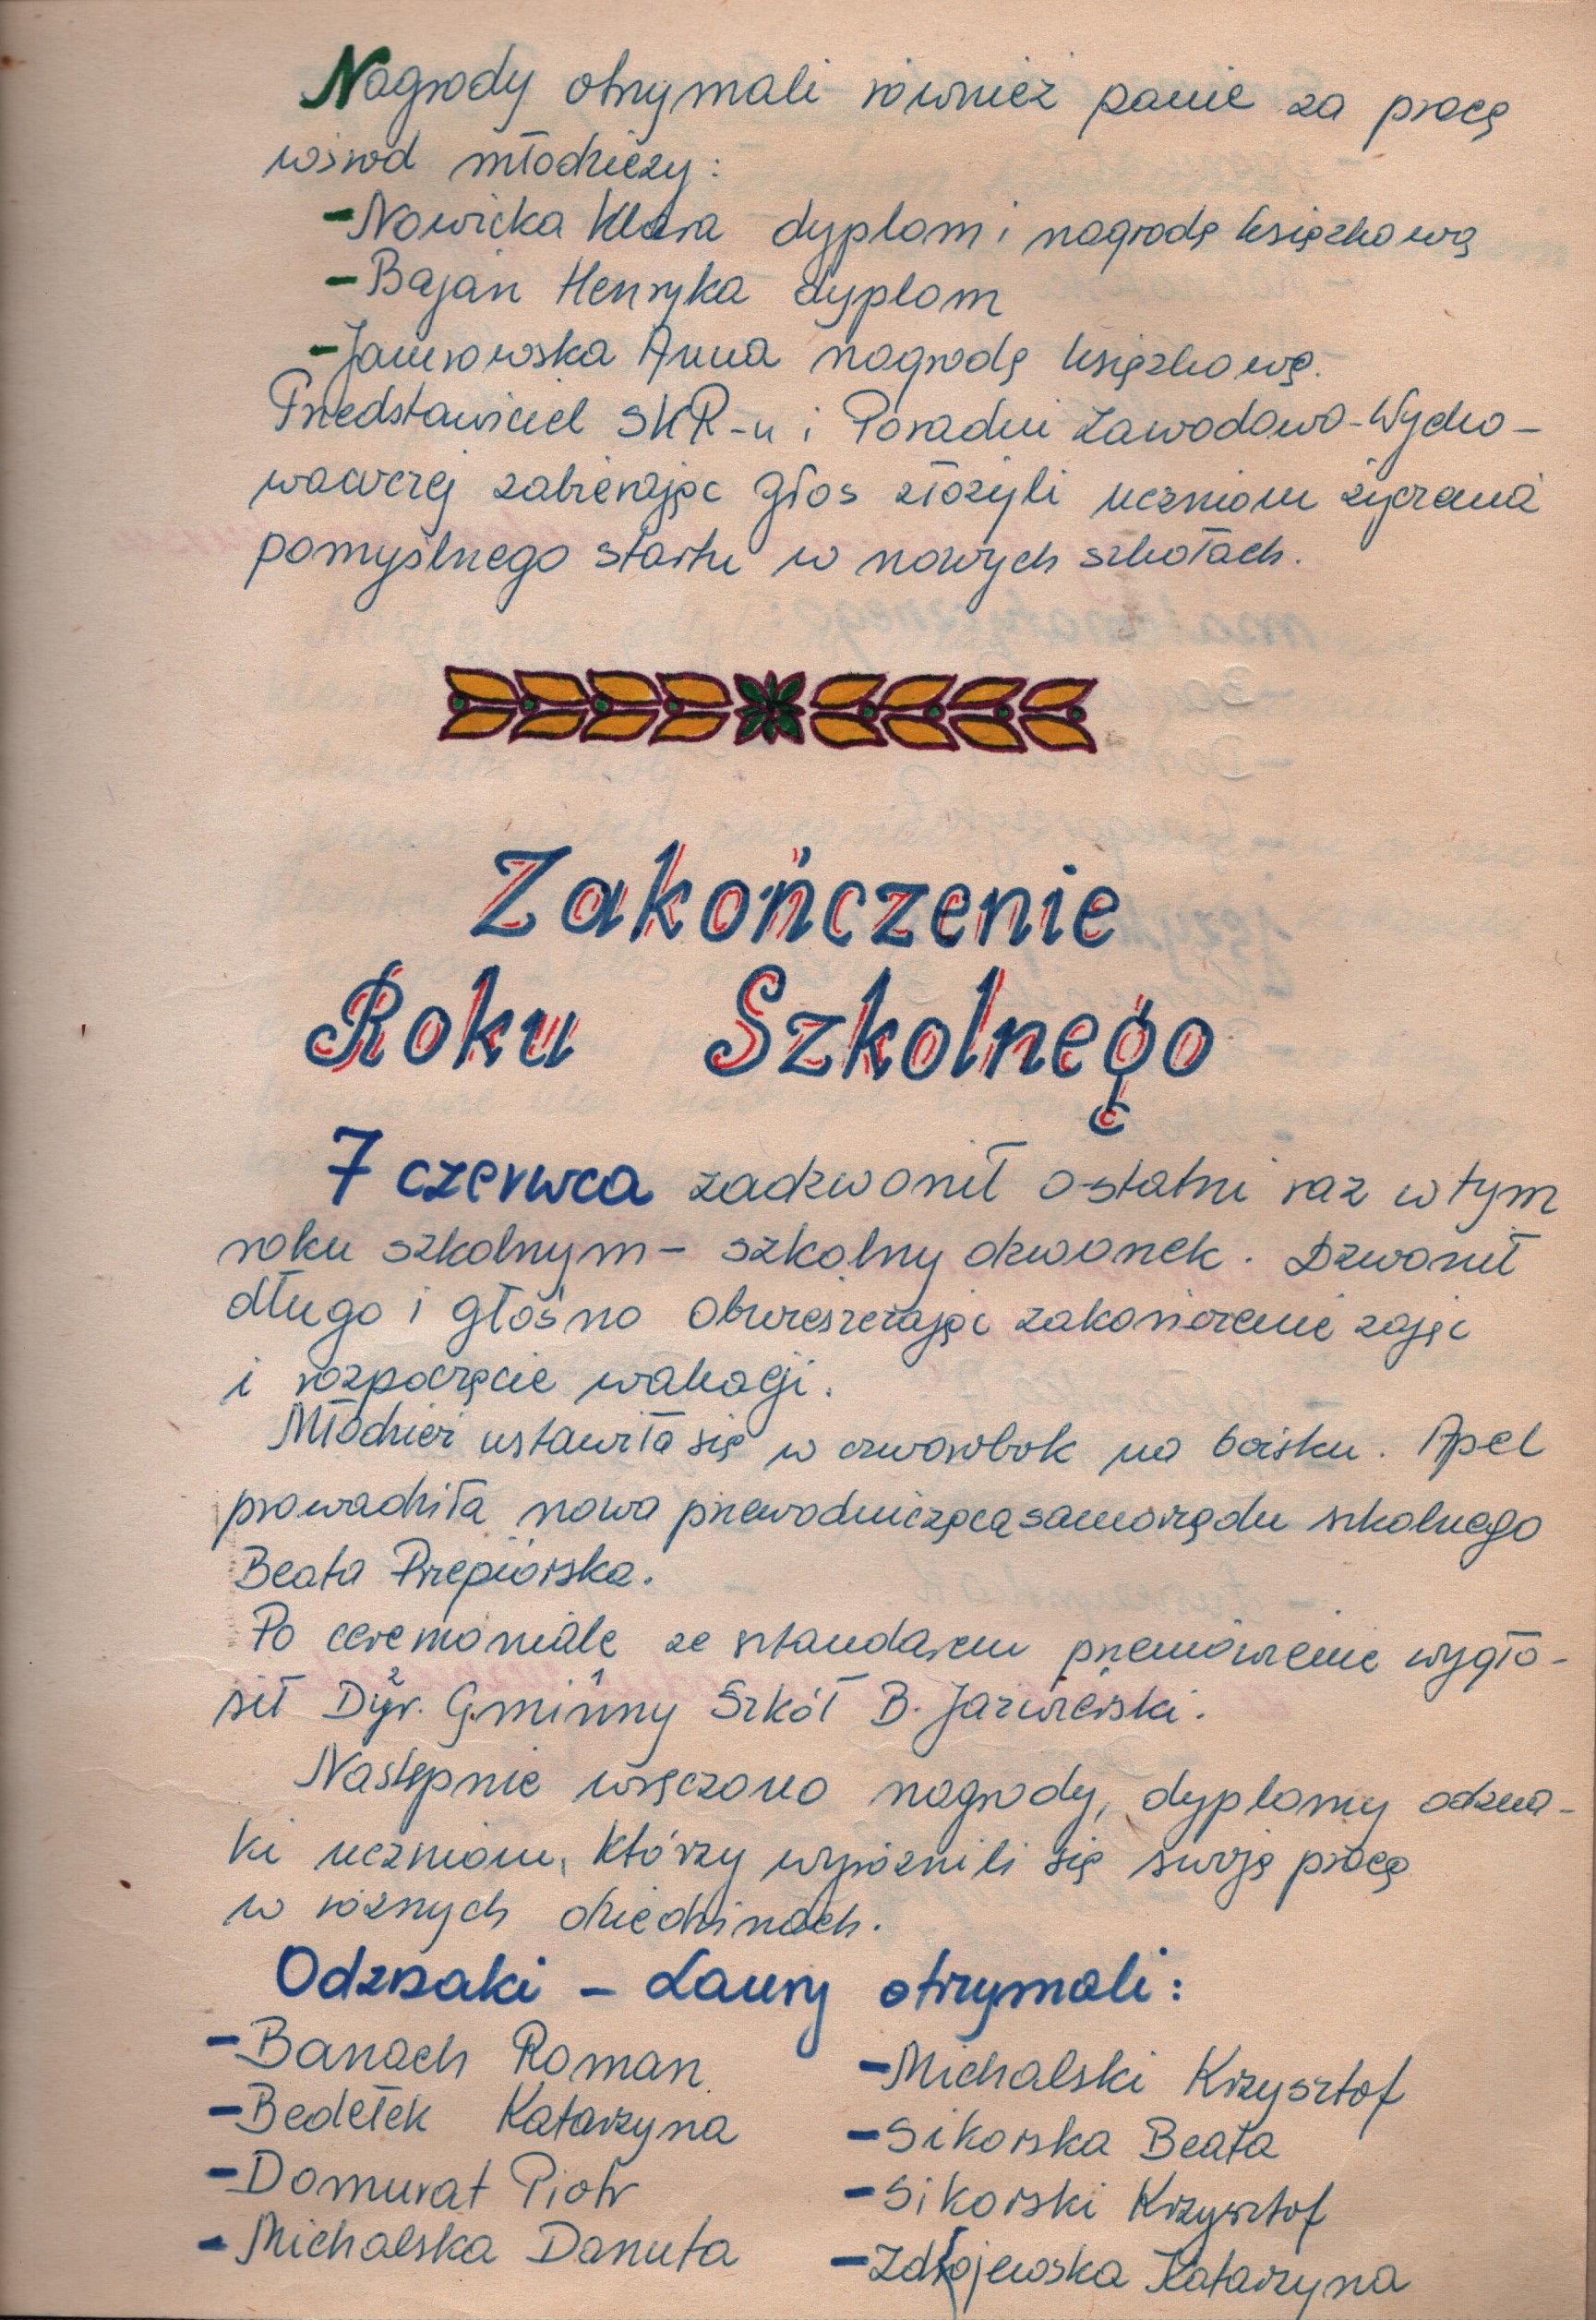 Nagrody otrzymali również panie za pracę
wśród młodzieży:
- Nowicka Klara dyplom i nagrodę książkową
- Bajan Henryka dyplom
- Jamrowska Anna nagrodę książkową.
Przedstawiciel SKR-u i Poradni Zawodowo-Wycho-
wawczej zabierając głos złożyli uczniom życzenia
pomyślnego startu w nowych szkołach.
Zakończenie
Roku Szkolnego
7 czerwca zadzwonił ostatni raz w tym
roku szkolnym - szkolny dzwonek. Dzwonił
długo i głośno obwieszczając zakończenie zajęć
i rozpoczęcie wakacji.
Młodzież ustawiła się w czworobok na boisku. Apel
prowadziła nowa przewodnicząca samorządu szkolnego
Beata Przepiórska.
Po ceremoniale ze sztandarem przemówienie wygło-
sił Dyr. Gminny Szkół B. Jaźwierski.
Następnie wręczono nagrody, dyplomy odzna-
ki uczniom, którzy wyróżnili się swoją pracą
w różnych dziedzinach.
Odznaki - Laury otrzymali:
- Banach Roman
- Bedełek Katarzyna
- Domurat Piotr
- Michalska Danuta
- Michalski Krzysztof
- Sikorska Beata
- Sikorski Krzysztof
- Zdrojewska Katarzyna